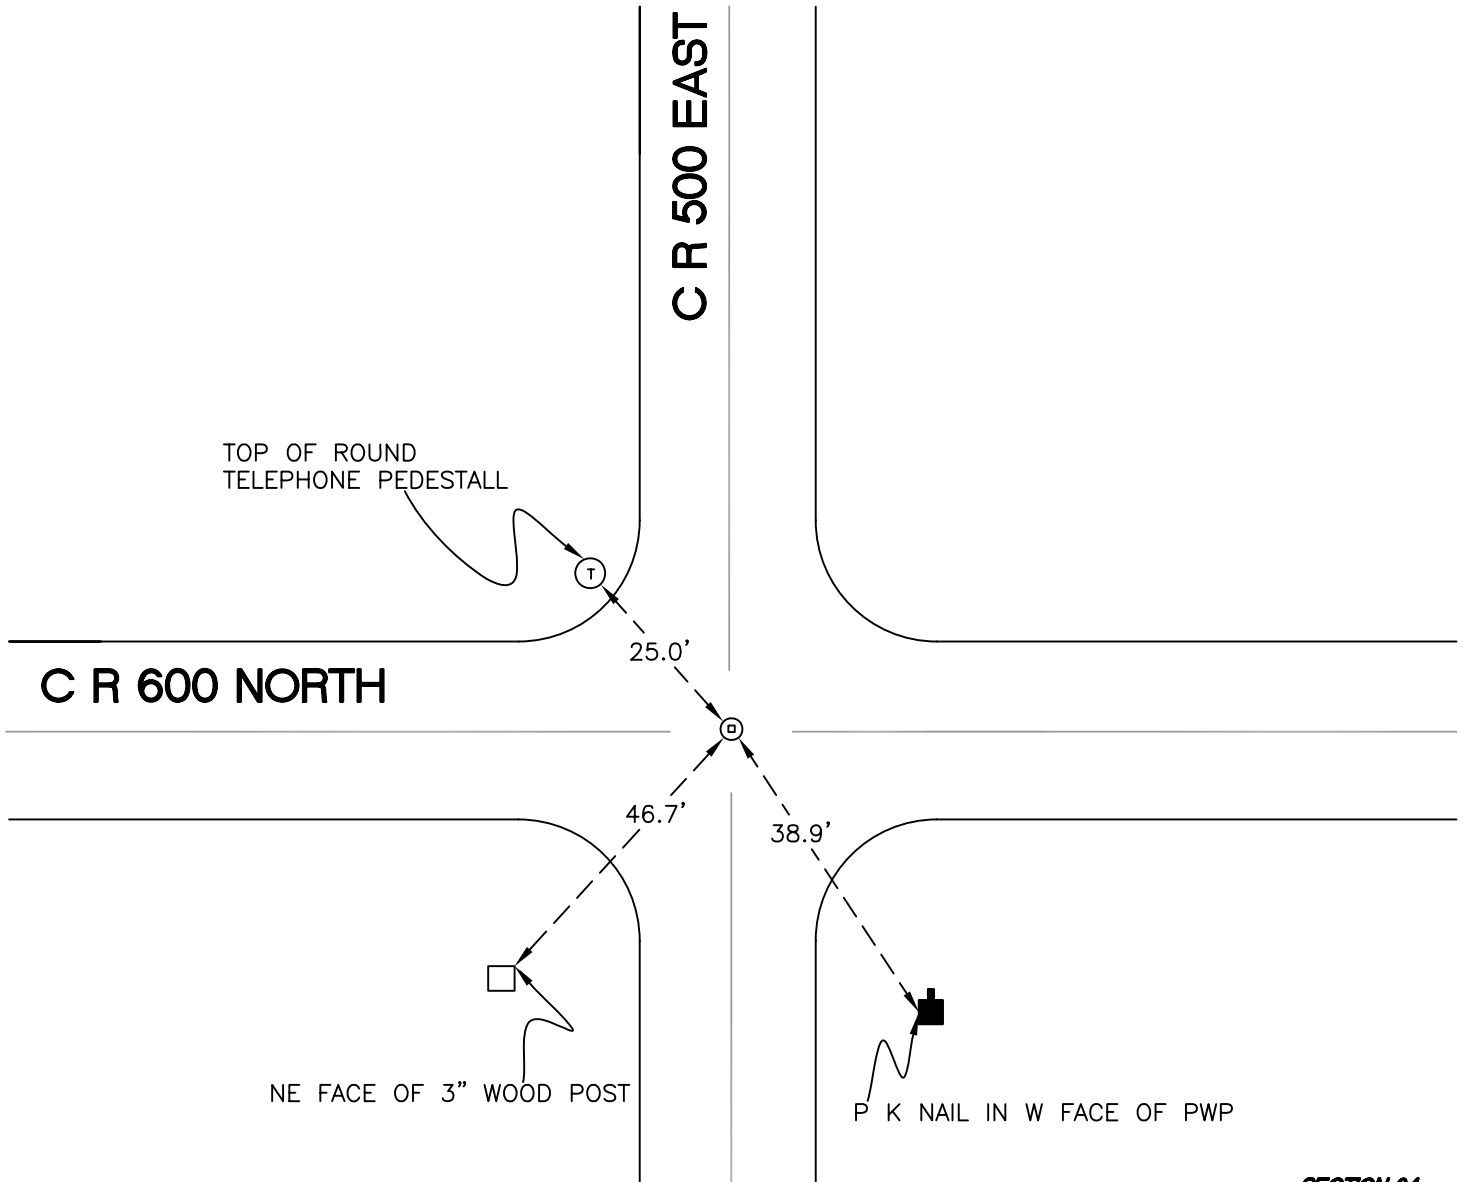 C R 500 EAST
TOP OF ROUND
TELEPHONE PEDESTALL
T
25.0'
C R 600 NORTH
46.7'
38.9'
NE FACE OF 3" WOOD POST
P K NAIL IN W FACE OF PWP